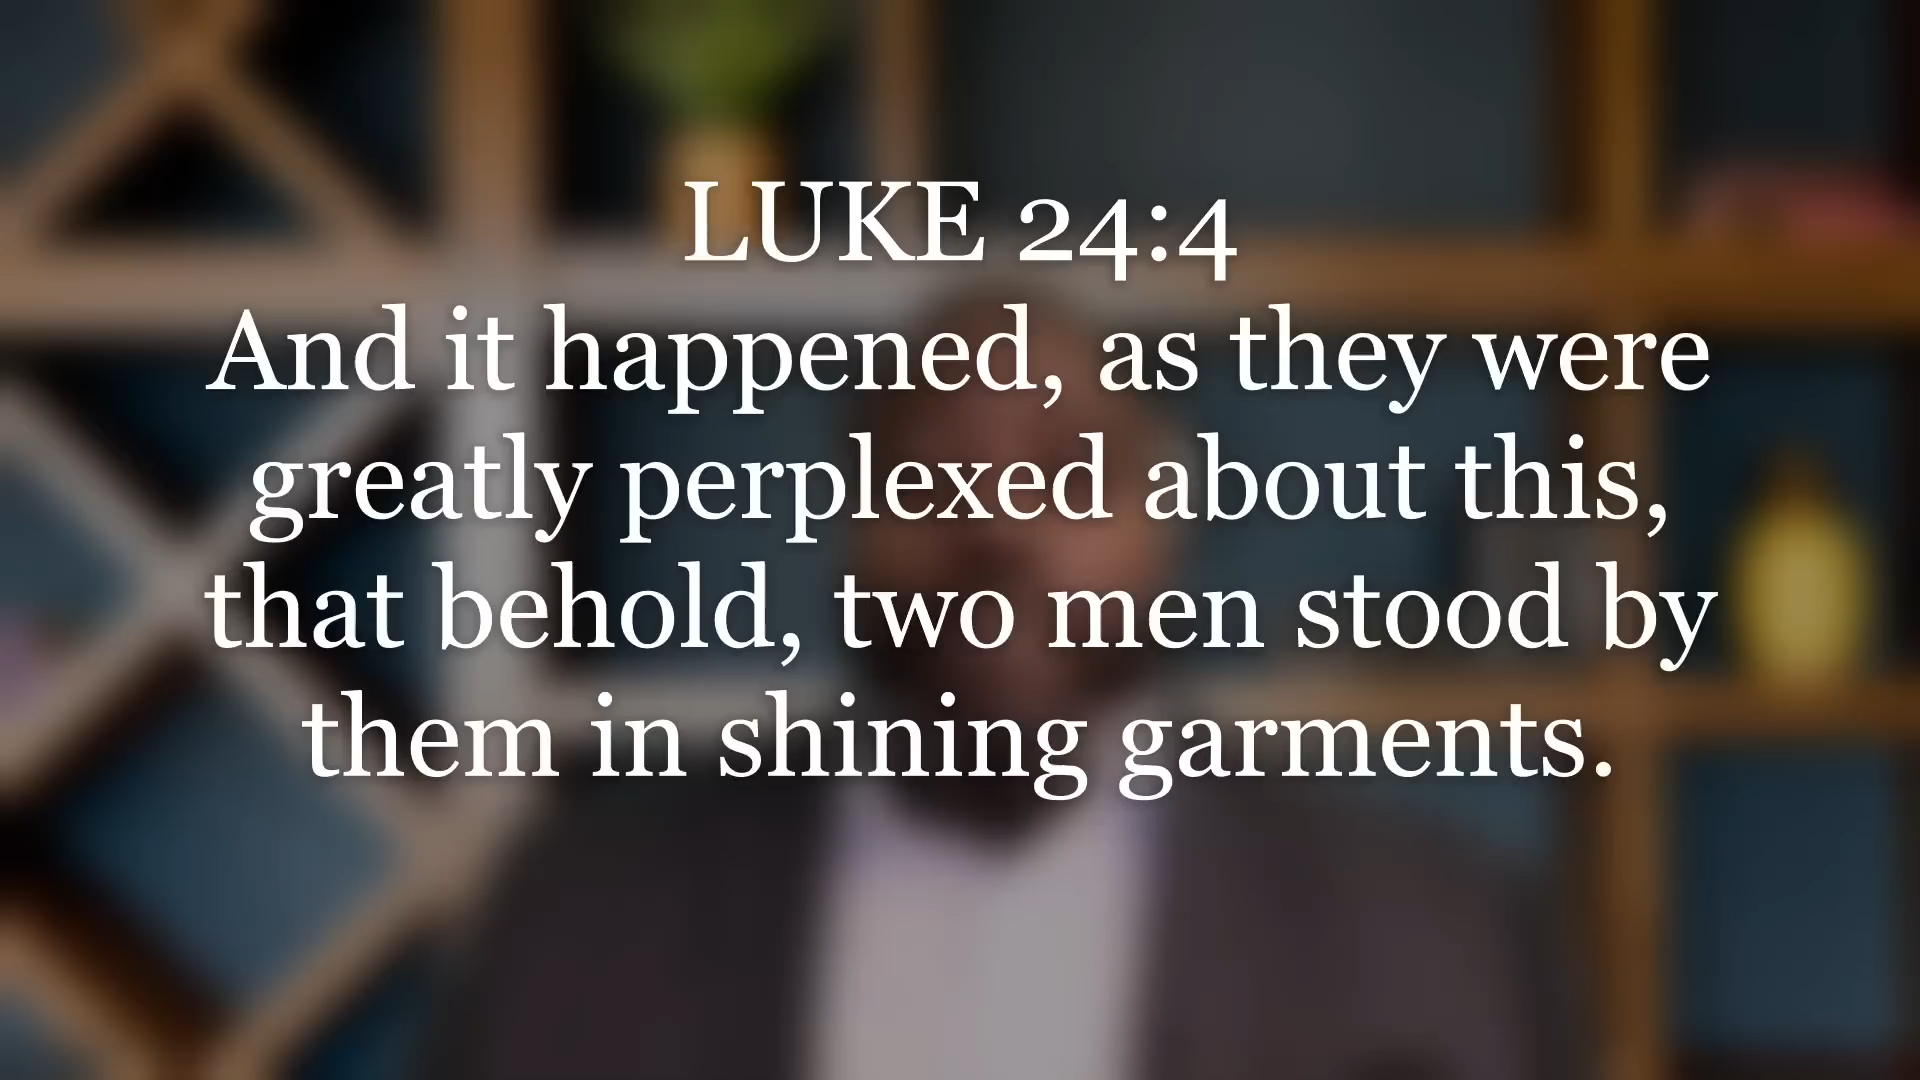 LUKE 24:4
And it happened, as they were
greatly perplexed about this,
that behold, two men stood by
them in shining garments.